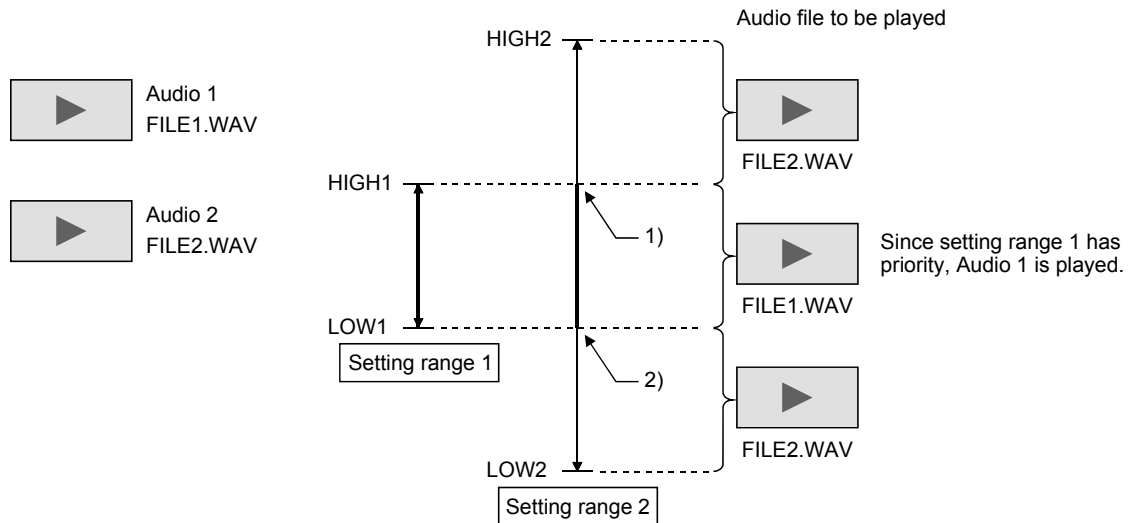 Audio file to be played
HIGH2
Audio 1
FILE1.WAV
FILE2.WAV
HIGH1
Audio 2
FILE2.WAV
1)
Since setting range 1 has
priority, Audio 1 is played.
FILE1.WAV
LOW1
Setting range 1
2)
FILE2.WAV
LOW2
Setting range 2